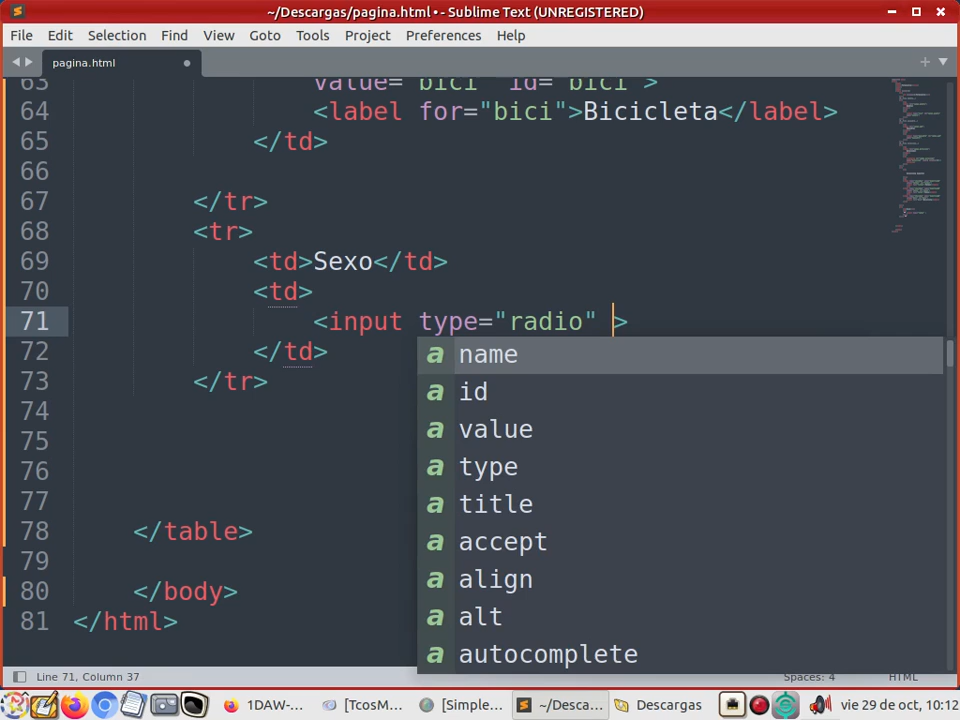 ~/Descargas/pagina.html • - Sublime Text (UNREGISTERED)
File Edit Selection Find View Goto Tools Project Preferences Help
pagina.html
63 value="bici" id="bici">
64 <label for="bici">Bicicleta</label>
65 </td>
66
67 </tr>
68 <tr>
69 <td>Sexo</td>
70 <td>
71 <input type="radio" >
72 </td>
73 </tr>
74
75
76
77
78 </table>
79
80 </body>
81 </html>
a name
a id
a value
a type
a title
a accept
a align
a alt
a autocomplete
Line 71, Column 37 Spaces: 4 HTML
1DAW-... [TcosM... [Simple... ~/Desca... Descargas vie 29 de oct, 10:12